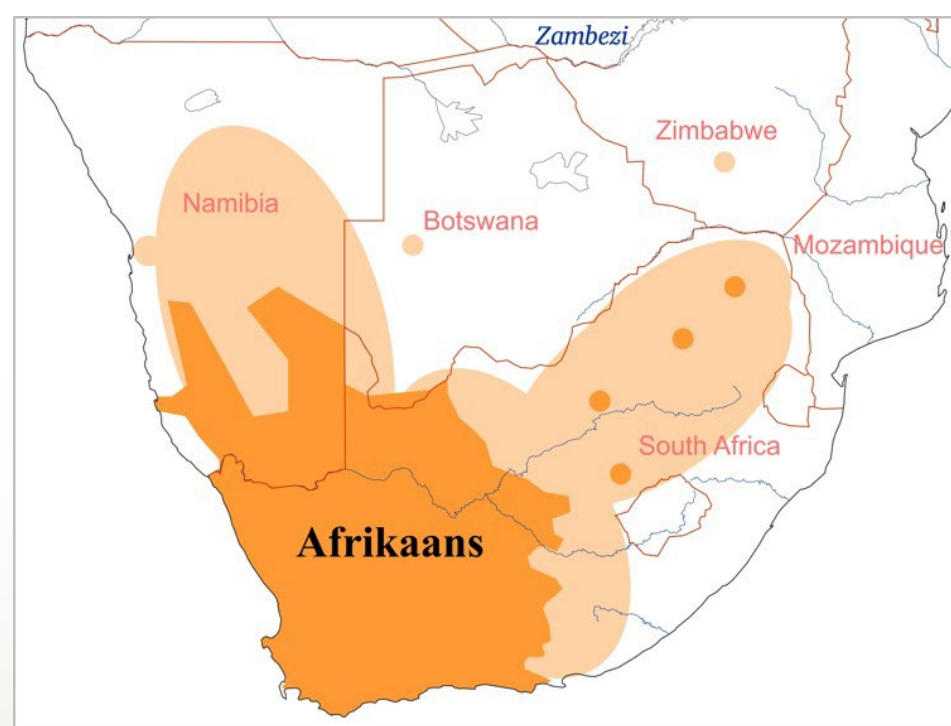 Zambezi
Zimbabwe
Namibia
Botswana
Mozambique
South Africa
Afrikaans